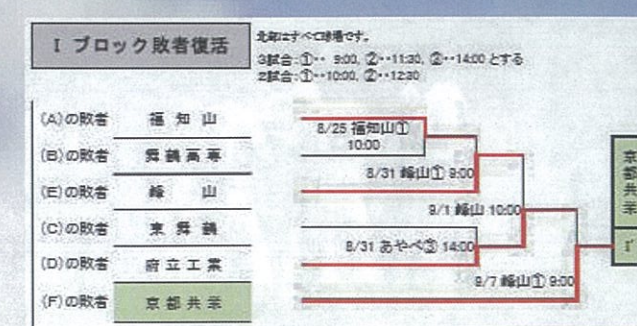 I ブロック敗者復活
北部はすべて球場です。
3試合:①‥ 9:00, ②‥11:30, ②‥14:00 とする
2試合:①‥10:00, ②‥12:30
(A)の敗者 福知山
(B)の敗者 舞鶴高専
(E)の敗者 峰山
(C)の敗者 東舞鶴
(D)の敗者 府立工業
(F)の敗者 京都共栄
8/25 福知山①
10:00
8/31 峰山① 9:00
9/1 峰山 10:00
8/31 あやべ③ 14:00
9/7 峰山① 9:00
京都共栄